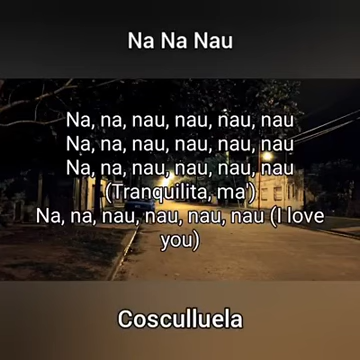 Na Na Nau
Na, na, nau, nau, nau, nau
Na, na, nau, nau, nau, nau
Na, na, nau, nau, nau, nau
(Tranquilita, ma')
Na, na, nau, nau, nau, nau (I love
you)
Cosculluela